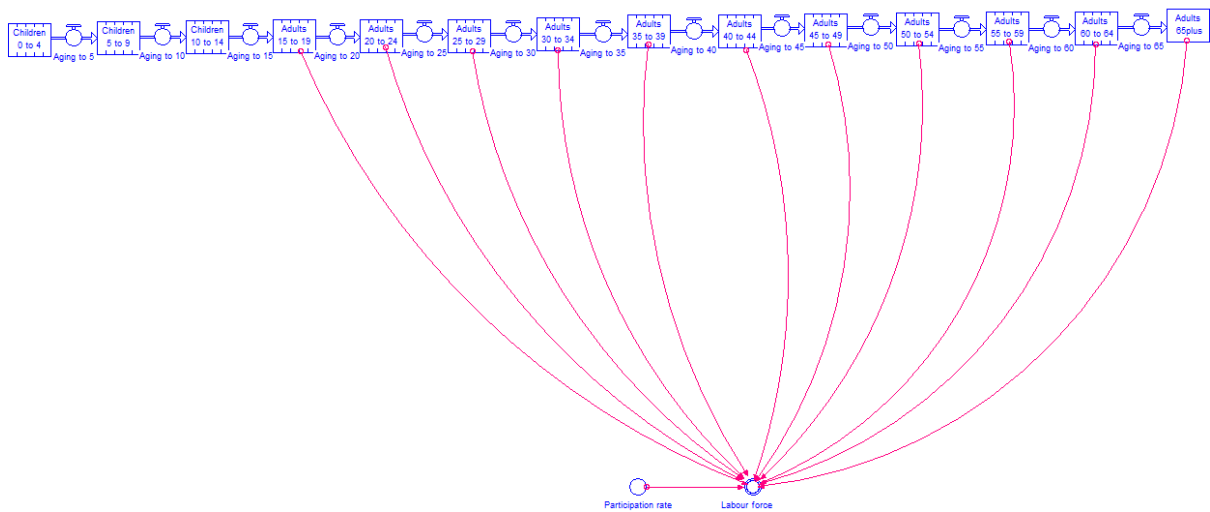 Children
0 to 4
Aging to 5
Children
5 to 9
Aging to 10
Children
10 to 14
Aging to 15
Adults
15 to 19
Aging to 20
Adults
20 to 24
Aging to 25
Adults
25 to 29
Aging to 30
Adults
30 to 34
Aging to 35
Adults
35 to 39
Aging to 40
Adults
40 to 44
Aging to 45
Adults
45 to 49
Aging to 50
Adults
50 to 54
Aging to 55
Adults
55 to 59
Aging to 60
Adults
60 to 64
Aging to 65
Adults
65plus
Participation rate
Labour force